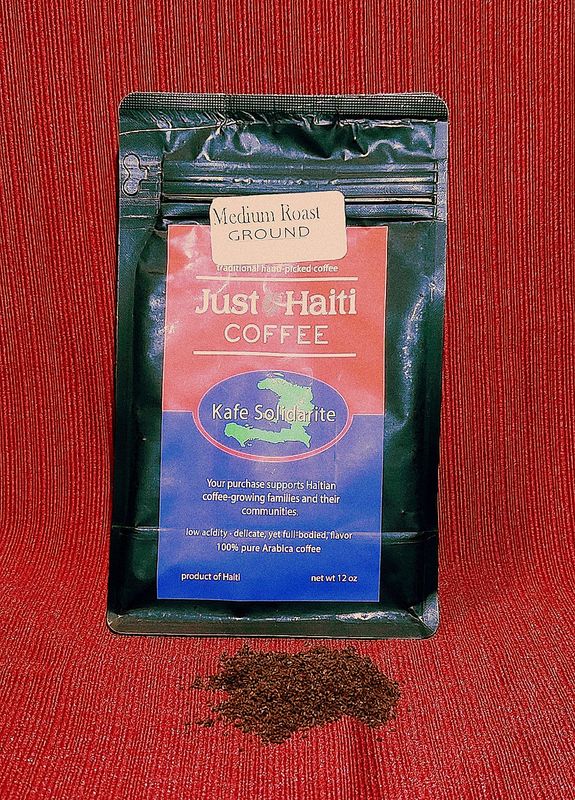 Medium Roast
GROUND
traditional hand-picked coffee
Just Haiti
COFFEE
Kafe Solidarite
Your purchase supports Haitian
coffee-growing families and their
communities.
low acidity - delicate, yet full-bodied, flavor
100% pure Arabica coffee
product of Haiti net wt 12 oz